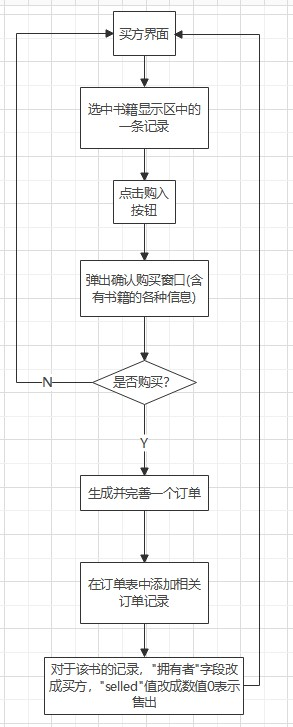 买方界面
选中书籍显示区中的
一条记录
点击购入
按钮
弹出确认购买窗口(含
有书籍的各种信息)
是否购买?
N
Y
生成并完善一个订单
在订单表中添加相关
订单记录
对于该书的记录，"拥有者"字段改
成买方，"selled"值改成数值0表示
售出